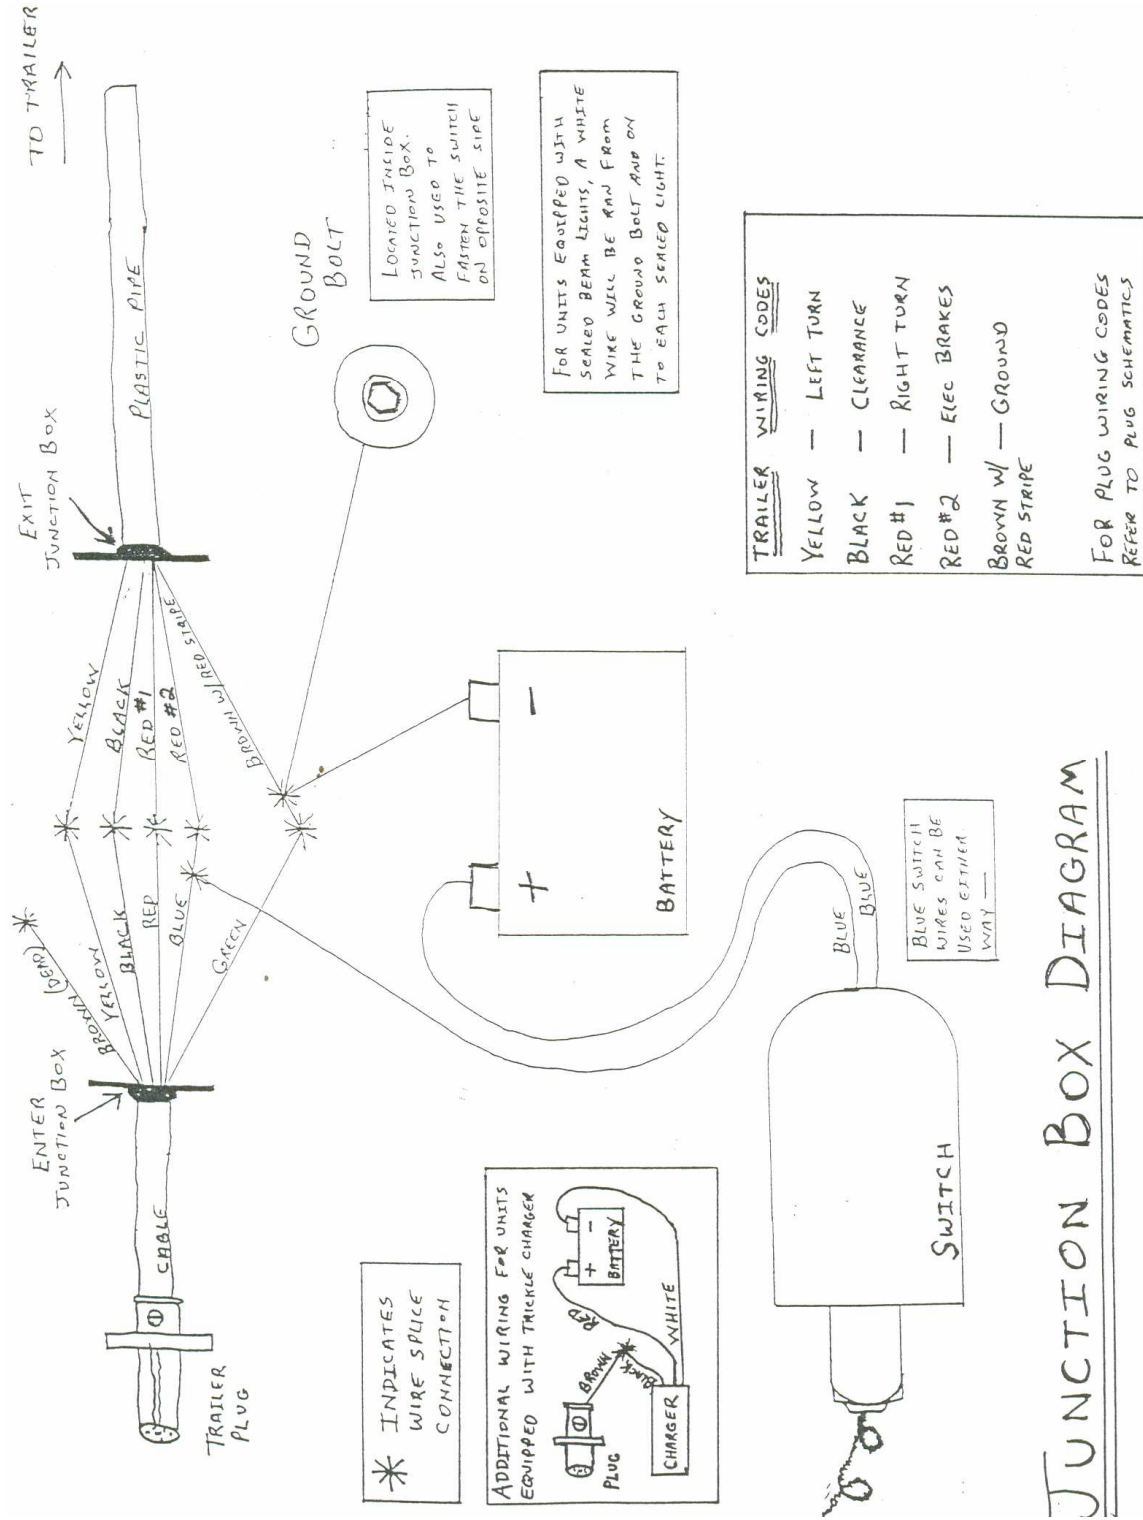 TO TRAILER
ENTER
JUNCTION BOX
EXIT
JUNCTION BOX
TRAILER
PLUG
CABLE
BROWN (DEAD)
YELLOW
BLACK
RED
BLUE
GREEN
YELLOW
BLACK
RED #1
RED #2
BROWN W/ RED STRIPE
PLASTIC PIPE
GROUND
BOLT
LOCATED INSIDE
JUNCTION BOX.
ALSO USED TO
FASTEN THE SWITCH
ON OPPOSITE SIDE
* INDICATES
WIRE SPLICE
CONNECTION
ADDITIONAL WIRING FOR UNITS
EQUIPPED WITH TRICKLE CHARGER
PLUG
BROWN
BLACK
RED
WHITE
CHARGER
+ -
BATTERY
+ -
BATTERY
FOR UNITS EQUIPPED WITH
SEALED BEAM LIGHTS, A WHITE
WIRE WILL BE RAN FROM
THE GROUND BOLT AND ON
TO EACH SEALED LIGHT.
BLUE
BLUE
SWITCH
BLUE SWITCH
WIRES CAN BE
USED EITHER
WAY —
TRAILER WIRING CODES
YELLOW — LEFT TURN
BLACK — CLEARANCE
RED #1 — RIGHT TURN
RED #2 — ELEC BRAKES
BROWN W/ — GROUND
RED STRIPE
FOR PLUG WIRING CODES
REFER TO PLUG SCHEMATICS
JUNCTION BOX DIAGRAM